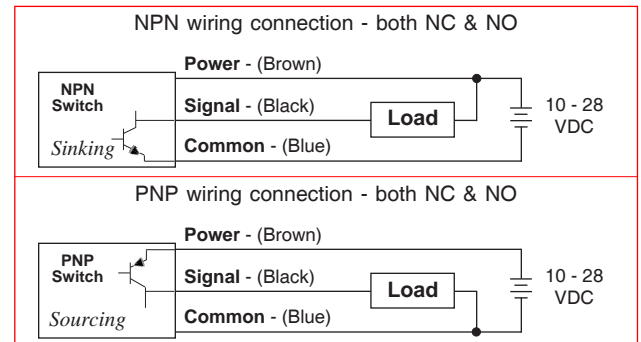 NPN wiring connection - both NC & NO
Power - (Brown)
NPN
Switch
Signal - (Black)
Load
10 - 28
VDC
Sinking
Common - (Blue)
PNP wiring connection - both NC & NO
Power - (Brown)
PNP
Switch
Signal - (Black)
Load
10 - 28
VDC
Sourcing
Common - (Blue)